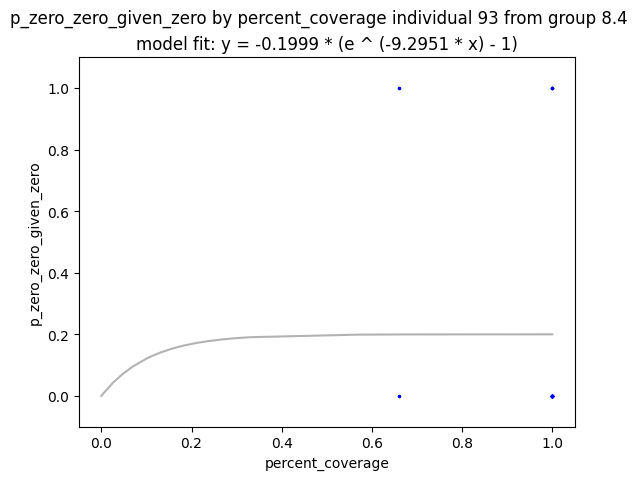 p_zero_zero_given_zero by percent_coverage individual 93 from group 8.4
model fit: y = -0.1999 * (e ^ (-9.2951 * x) - 1)
1.0
0.8
0.6
0.4
0.2
0.0
p_zero_zero_given_zero
0.0 0.2 0.4 0.6 0.8 1.0
percent_coverage